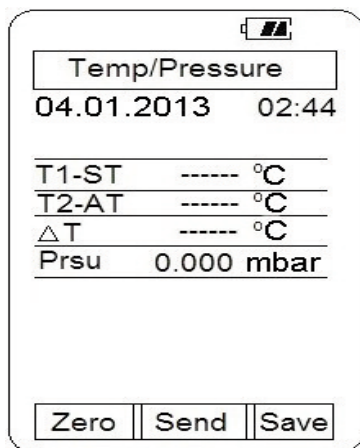 Temp/Pressure
04.01.2013 02:44
T1-ST ------ °C
T2-AT ------ °C
△T ------ °C
Prsu 0.000 mbar
Zero Send Save